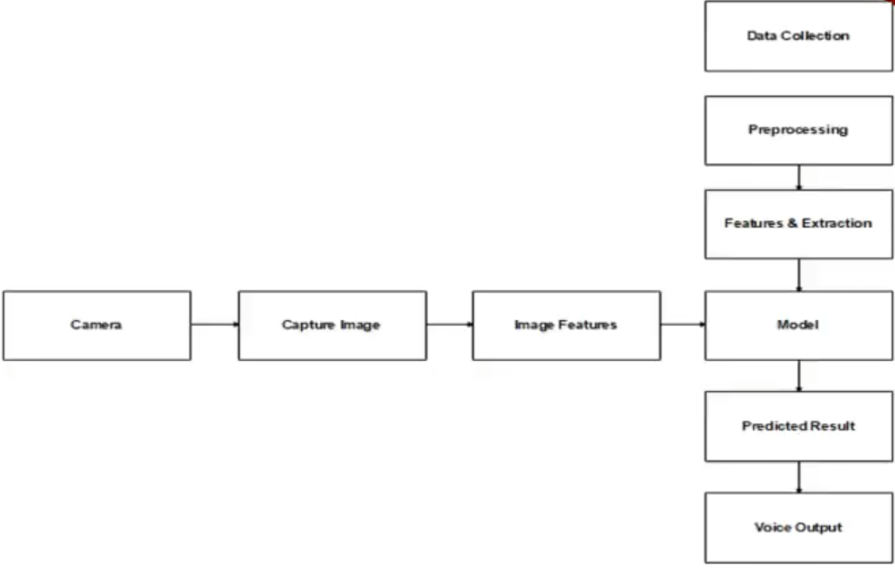 Data Collection
Preprocessing
Features & Extraction
Camera
Capture Image
Image Features
Model
Predicted Result
Voice Output